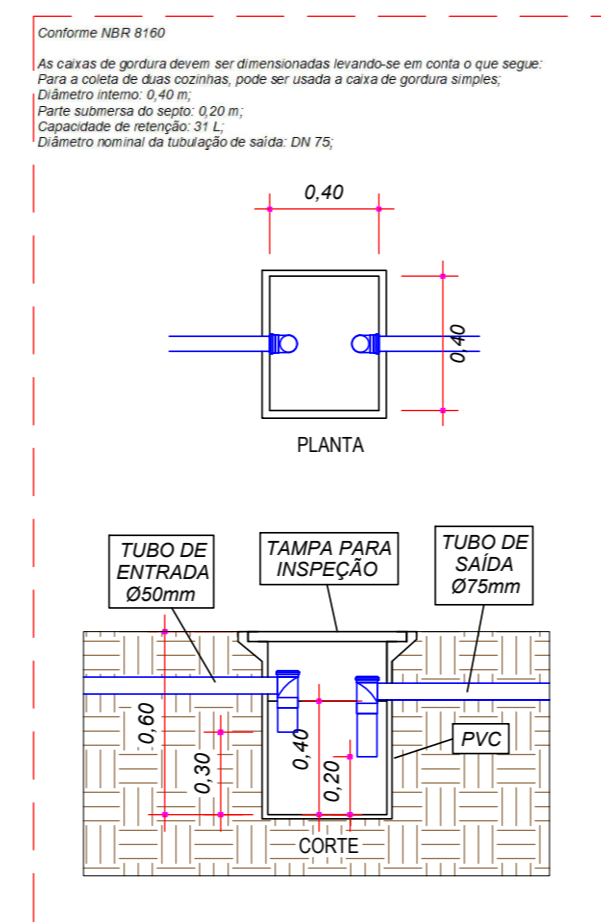 Conforme NBR 8160
As caixas de gordura devem ser dimensionadas levando-se em conta o que segue:
Para a coleta de duas cozinhas, pode ser usada a caixa de gordura simples;
Diâmetro interno: 0,40 m;
Parte submersa do septo: 0,20 m;
Capacidade de retenção: 31 L;
Diâmetro nominal da tubulação de saída: DN 75;
0,40
0,40
PLANTA
TUBO DE
ENTRADA
Ø50mm
TAMPA PARA
INSPEÇÃO
TUBO DE
SAÍDA
Ø75mm
0,60
0,30
0,40
0,20
PVC
CORTE